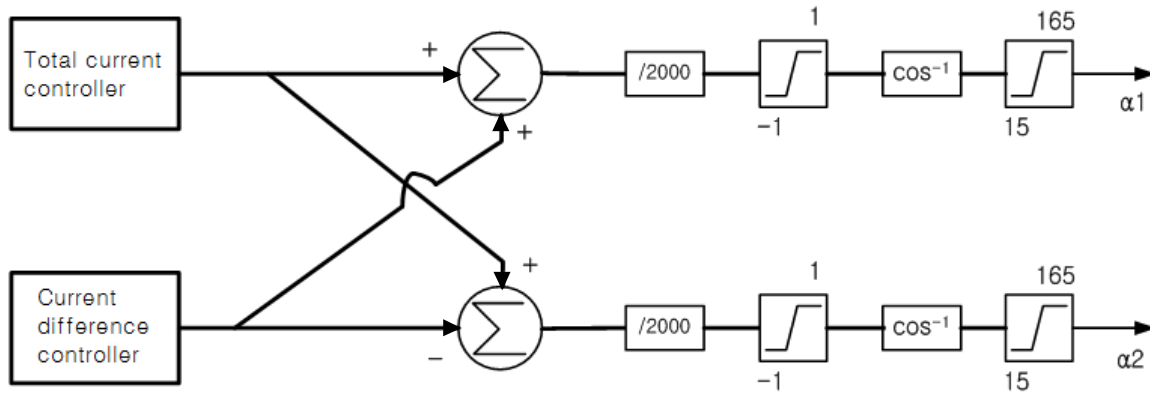 Total current
controller
+
+
/2000
1
-1
COS⁻¹
165
15
α1
Current
difference
controller
+
-
/2000
1
-1
COS⁻¹
165
15
α2